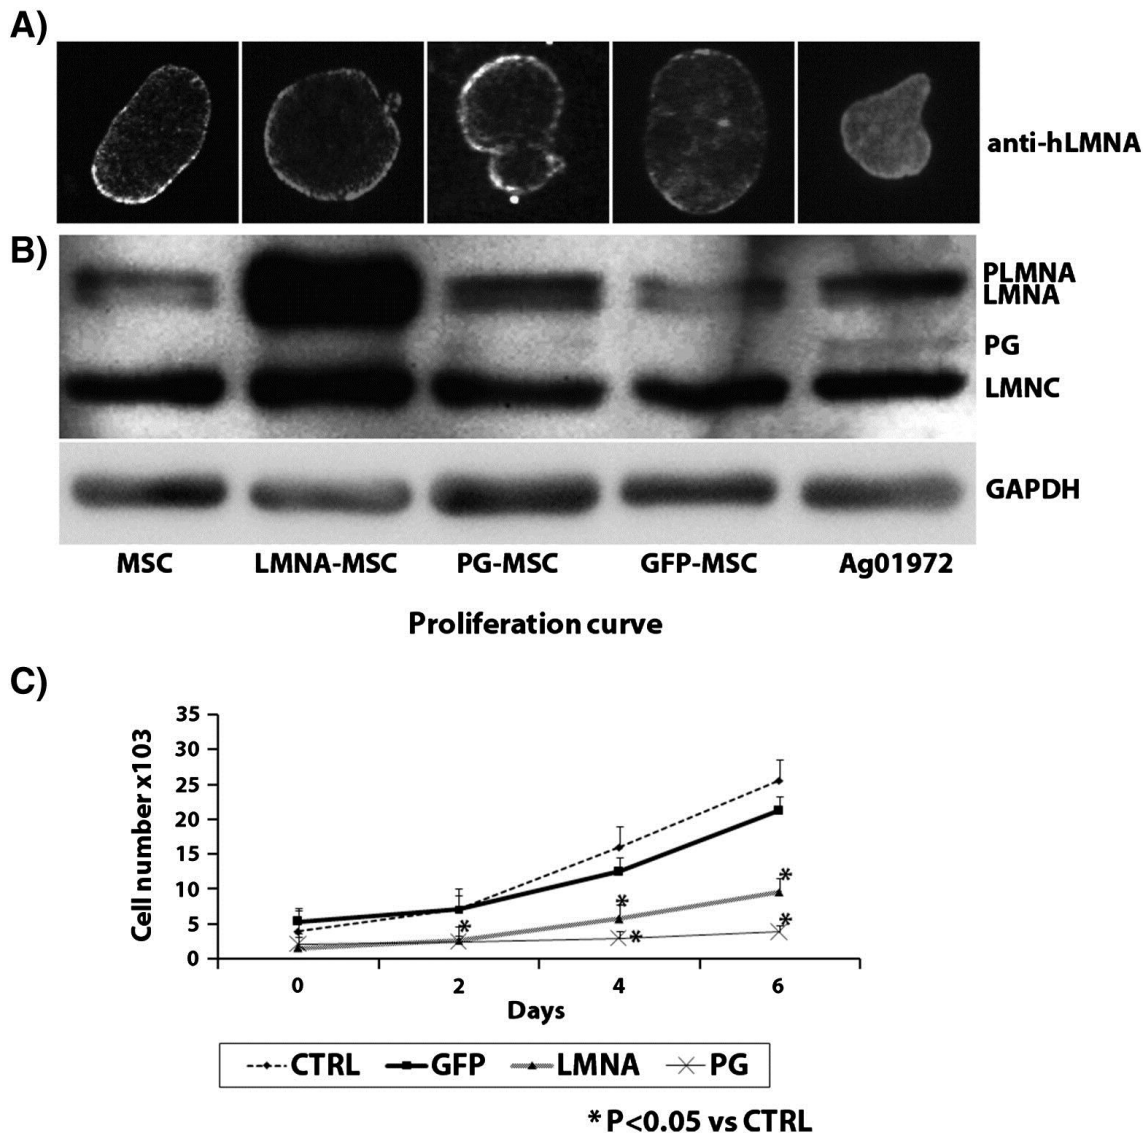 A)
anti-hLMNA
B)
PLMNA
LMNA
PG
LMNC
GAPDH
MSC LMNA-MSC PG-MSC GFP-MSC Ag01972
Proliferation curve
C)
35
30
25
20
15
10
5
0
Cell number x103
* * * * *
0 2 4 6
Days
CTRL GFP LMNA PG
* P<0.05 vs CTRL